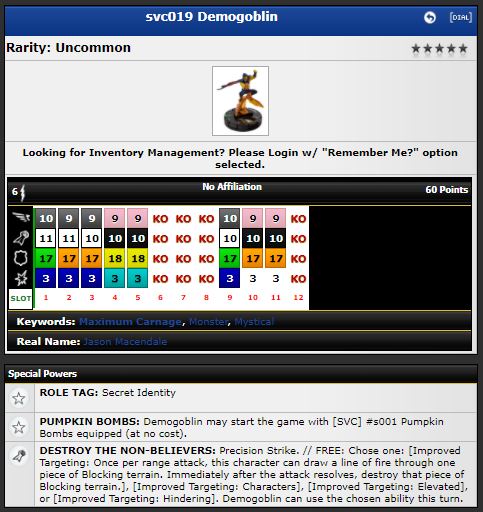 svc019 Demogoblin
[DIAL]
Rarity: Uncommon
Looking for Inventory Management? Please Login w/ "Remember Me?" option
selected.
6 No Affiliation 60 Points
10 9 9 9 9 KO KO KO 10 9 9 KO
11 11 10 10 10 KO KO KO 10 10 10 KO
17 17 17 18 18 KO KO KO 17 17 17 KO
3 3 3 3 3 KO KO KO 3 3 3 KO
SLOT 1 2 3 4 5 6 7 8 9 10 11 12
Keywords: Maximum Carnage, Monster, Mystical
Real Name: Jason Macendale
Special Powers
ROLE TAG: Secret Identity
PUMPKIN BOMBS: Demogoblin may start the game with [SVC] #s001 Pumpkin
Bombs equipped (at no cost).
DESTROY THE NON-BELIEVERS: Precision Strike. // FREE: Chose one: [Improved
Targeting: Once per range attack, this character can draw a line of fire through one
piece of Blocking terrain. Immediately after the attack resolves, destroy that piece of
Blocking terrain.], [Improved Targeting: Characters], [Improved Targeting: Elevated],
or [Improved Targeting: Hindering]. Demogoblin can use the chosen ability this turn.